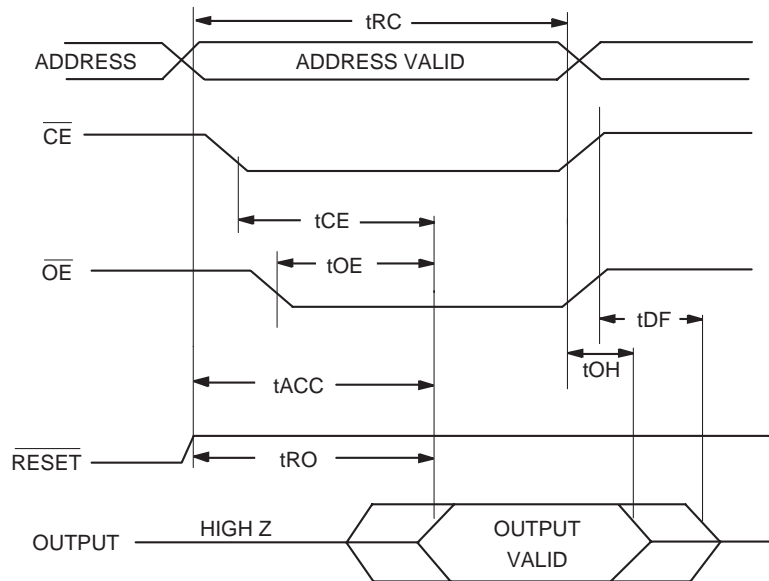 tRC
ADDRESS
ADDRESS VALID
CE
tCE
tOE
OE
tDF
tOH
tACC
RESET
tRO
HIGH Z
OUTPUT
OUTPUT
VALID